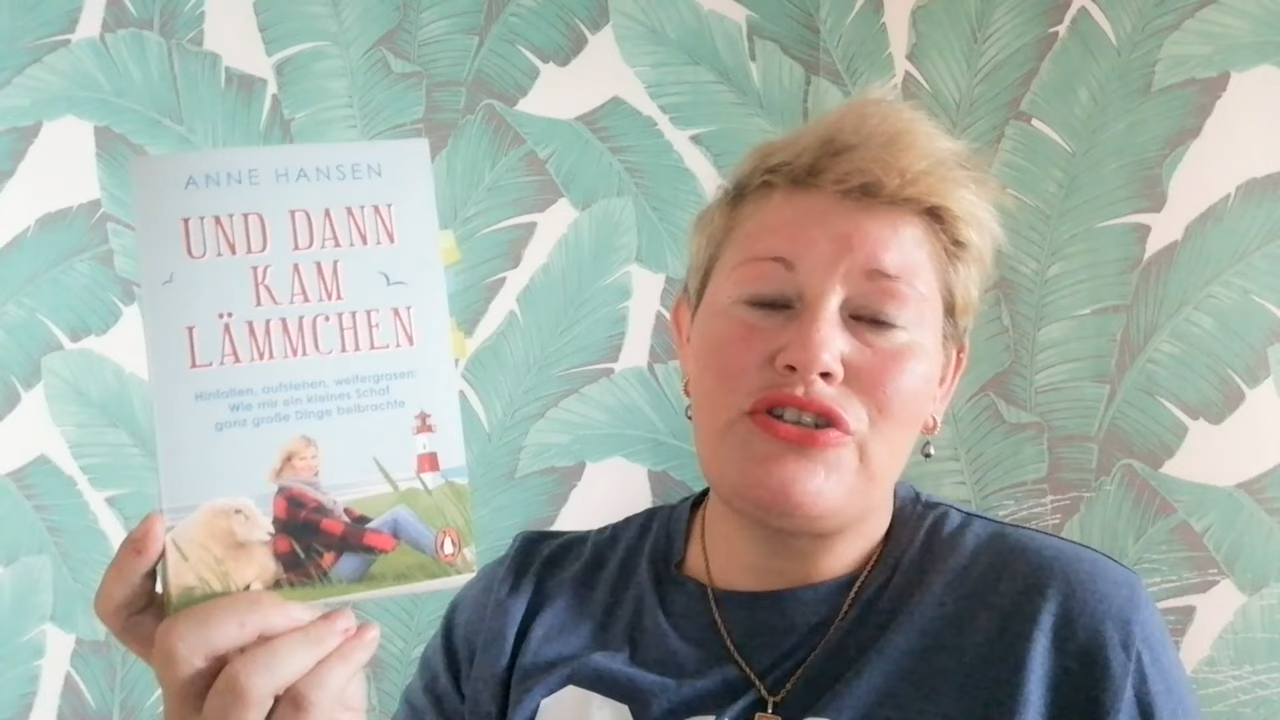 ANNE HANSEN
UND DANN
KAM
LÄMMCHEN
Hinfallen, aufstehen, weitergrasen:
Wie mir ein kleines Schaf
ganz große Dinge beibrachte